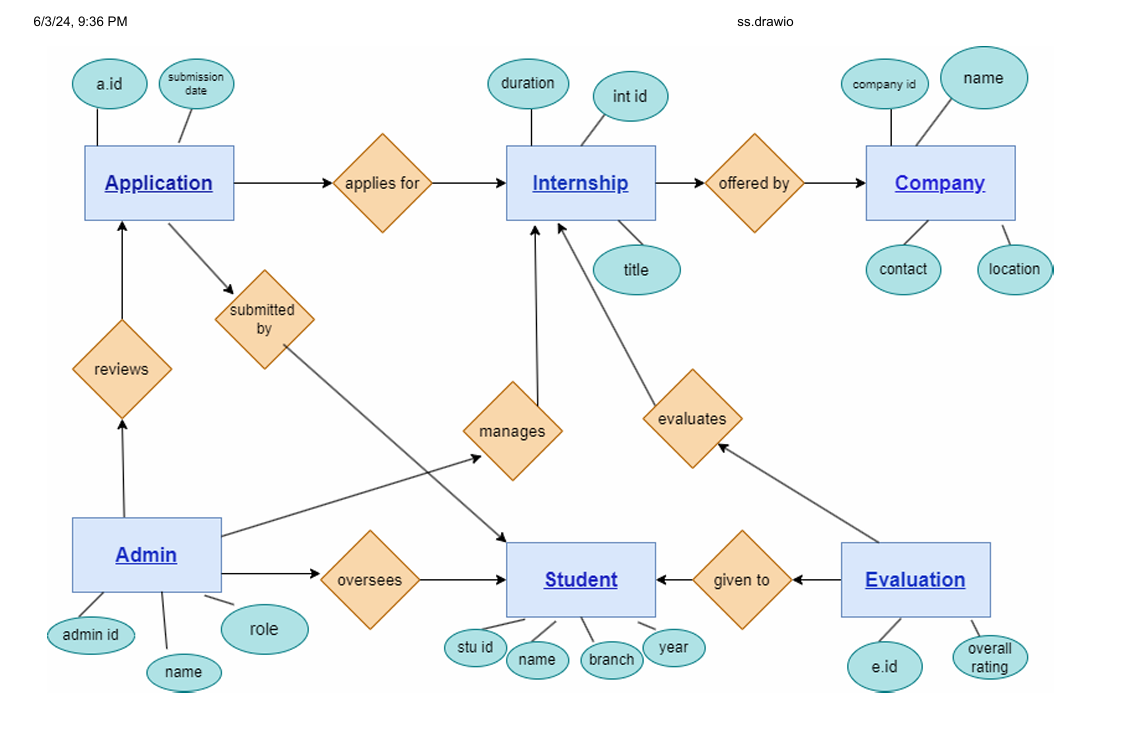 6/3/24, 9:36 PM
ss.drawio
a.id
submission
date
duration
int id
company id
name
Application
applies for
Internship
offered by
Company
title
contact
location
submitted
by
reviews
manages
evaluates
Admin
oversees
Student
given to
Evaluation
admin id
name
role
stu id
name
branch
year
e.id
overall
rating